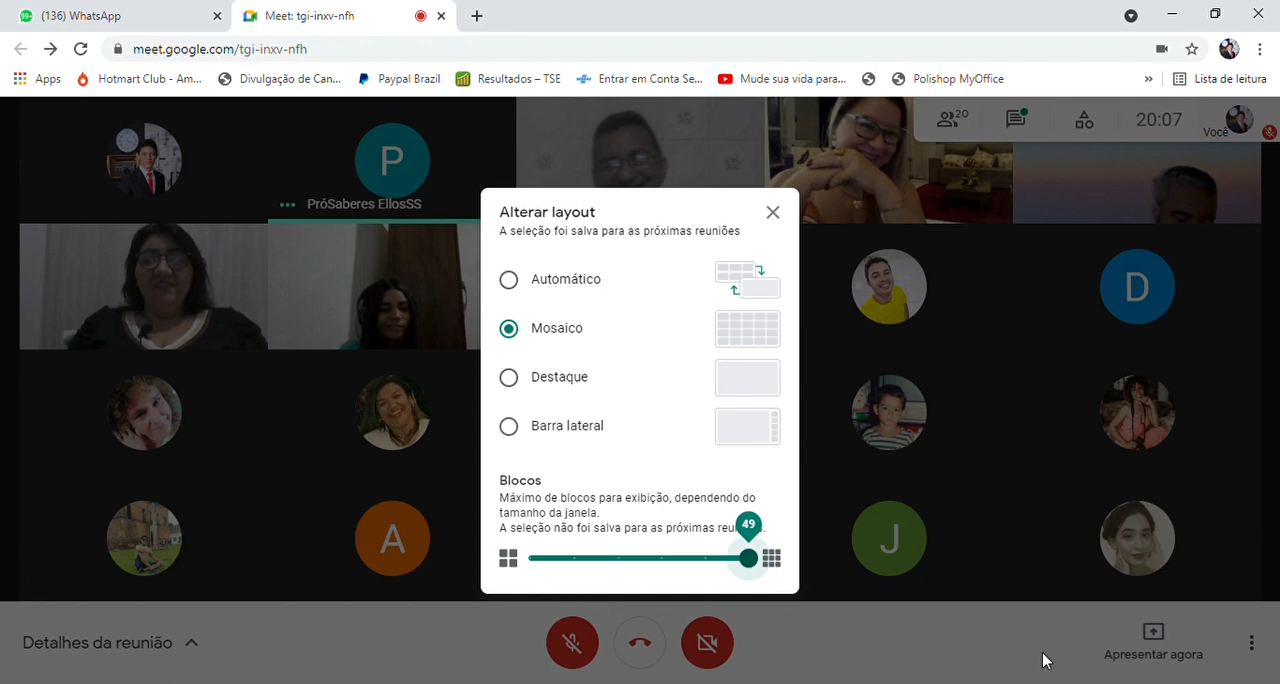 (136) WhatsApp
Meet: tgi-inxv-nfh
meet.google.com/tgi-inxv-nfh
Apps
Hotmart Club - Am...
Divulgação de Can...
Paypal Brazil
Resultados – TSE
Entrar em Conta Se...
Mude sua vida para...
Polishop MyOffice
»
Lista de leitura
20
20:07
Você
P
PróSaberes EllosSS
Alterar layout
A seleção foi salva para as próximas reuniões
Automático
Mosaico
Destaque
Barra lateral
D
Blocos
Máximo de blocos para exibição, dependendo do
tamanho da janela.
A seleção não foi salva para as próximas
49
A
J
Detalhes da reunião
Apresentar agora